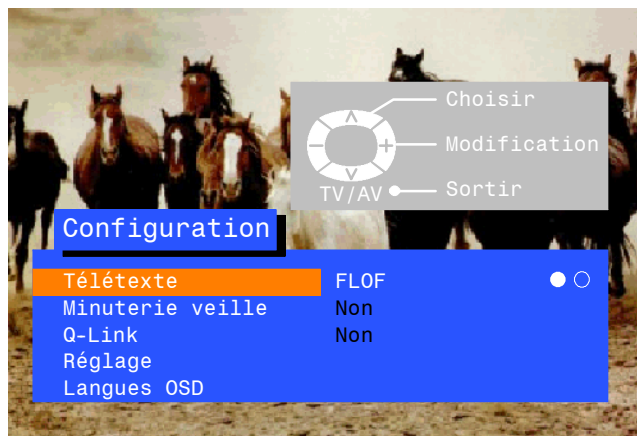 Choisir
Modification
TV/AV Sortir
Configuration
Télétexte FLOF
Minuterie veille Non
Q-Link Non
Réglage
Langues OSD